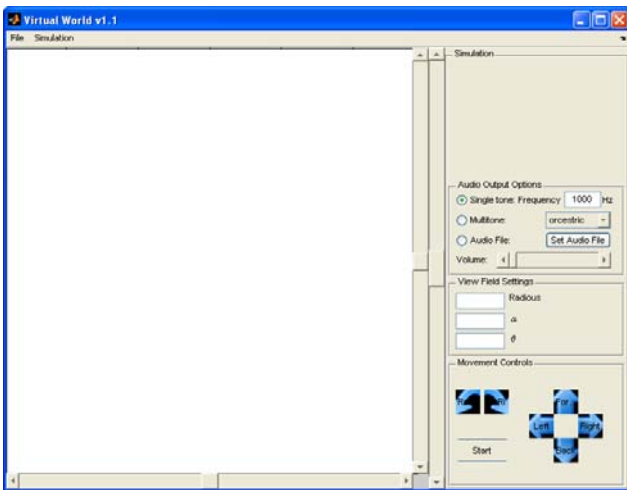 Virtual World v1.1
File Simulation
Simulation
Audio Output Options
Single tone: Frequency 1000 Hz
Multitone: orcestric
Audio File: Set Audio File
Volume:
View Field Settings
Radious
α
θ
Movement Controls
For
Left Right
Start Back